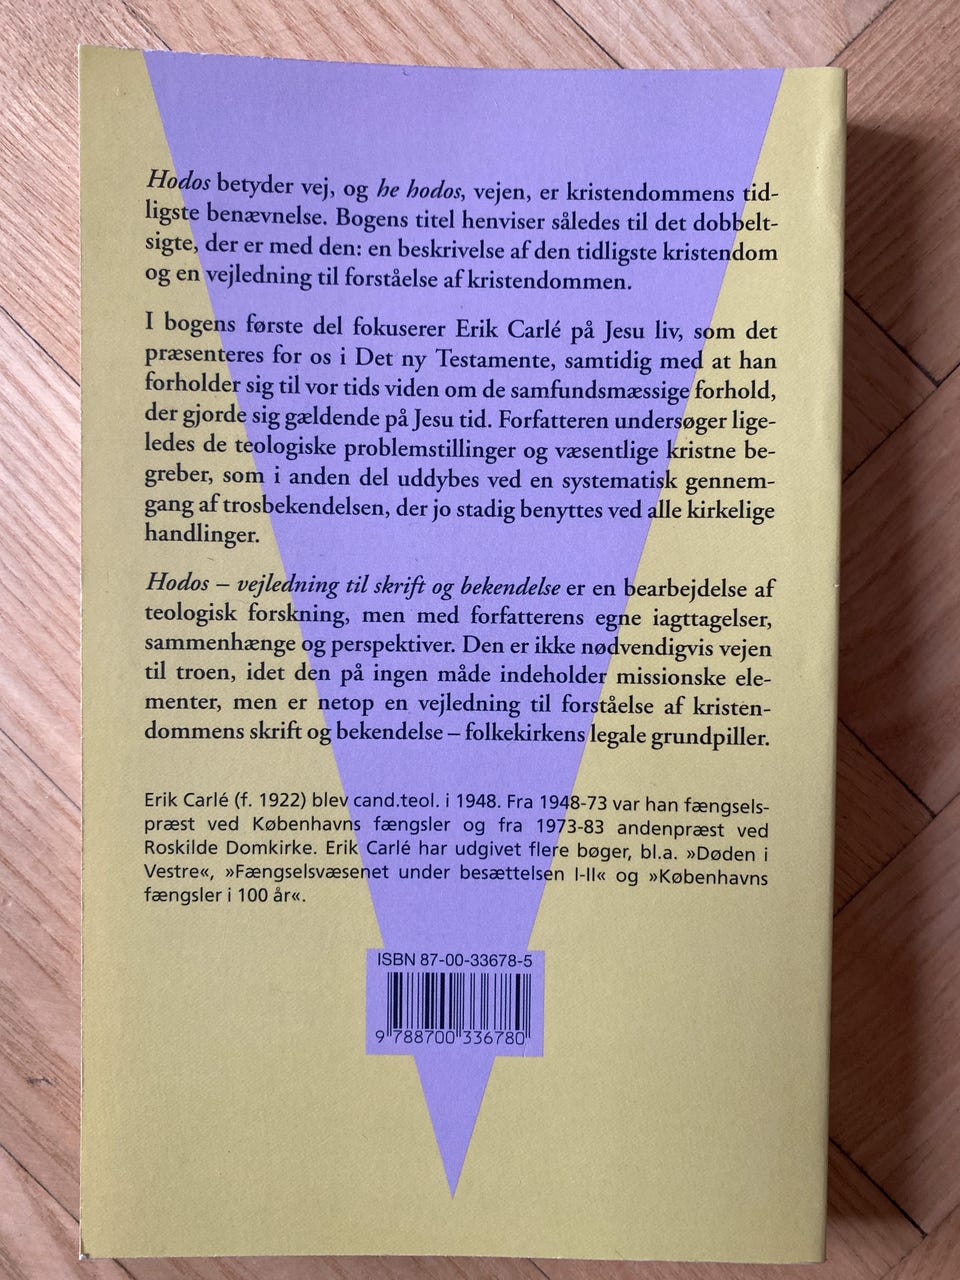 Hodos betyder vej, og he hodos, vejen, er kristendommens tid-
ligste benævnelse. Bogens titel henviser således til det dobbelt-
sigte, der er med den: en beskrivelse af den tidligste kristendom
og en vejledning til forståelse af kristendommen.
I bogens første del fokuserer Erik Carlé på Jesu liv, som det
præsenteres for os i Det ny Testamente, samtidig med at han
forholder sig til vor tids viden om de samfundsmæssige forhold,
der gjorde sig gældende på Jesu tid. Forfatteren undersøger lige-
ledes de teologiske problemstillinger og væsentlige kristne be-
greber, som i anden del uddybes ved en systematisk gennem-
gang af trosbekendelsen, der jo stadig benyttes ved alle kirkelige
handlinger.
Hodos – vejledning til skrift og bekendelse er en bearbejdelse af
teologisk forskning, men med forfatterens egne iagttagelser,
sammenhænge og perspektiver. Den er ikke nødvendigvis vejen
til troen, idet den på ingen måde indeholder missionske ele-
menter, men er netop en vejledning til forståelse af kristen-
dommens skrift og bekendelse – folkekirkens legale grundpiller.
Erik Carlé (f. 1922) blev cand.teol. i 1948. Fra 1948-73 var han fængsels-
præst ved Københavns fængsler og fra 1973-83 andenpræst ved
Roskilde Domkirke. Erik Carlé har udgivet flere bøger, bl.a. »Døden i
Vestre«, »Fængselsvæsenet under besættelsen I-II« og »Københavns
fængsler i 100 år«.
ISBN 87-00-33678-5
9 788700 336780